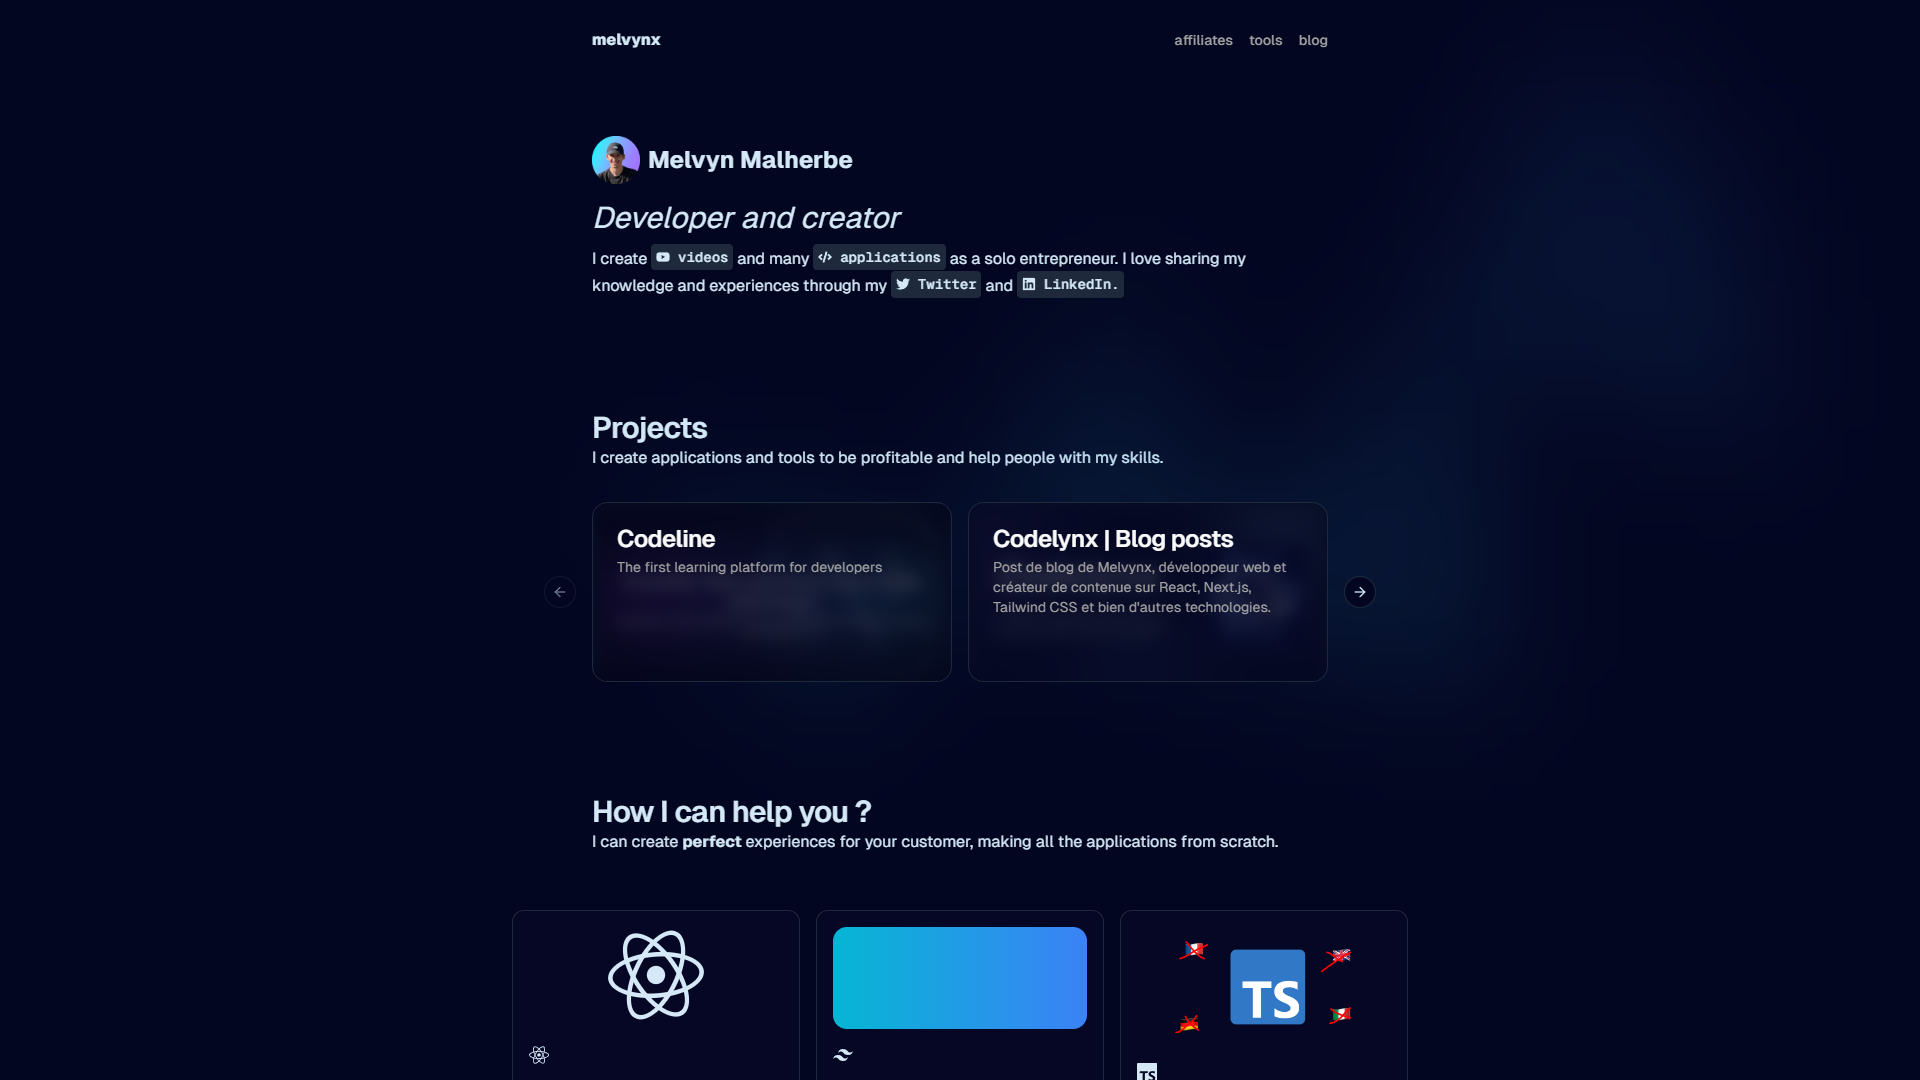 melvynx
affiliates tools blog
Melvyn Malherbe
Developer and creator
I create videos and many applications as a solo entrepreneur. I love sharing my
knowledge and experiences through my Twitter and LinkedIn.
Projects
I create applications and tools to be profitable and help people with my skills.
Codeline
The first learning platform for developers
Codelynx | Blog posts
Post de blog de Melvynx, développeur web et
créateur de contenue sur React, Next.js,
Tailwind CSS et bien d'autres technologies.
How I can help you ?
I can create perfect experiences for your customer, making all the applications from scratch.
TS
TS